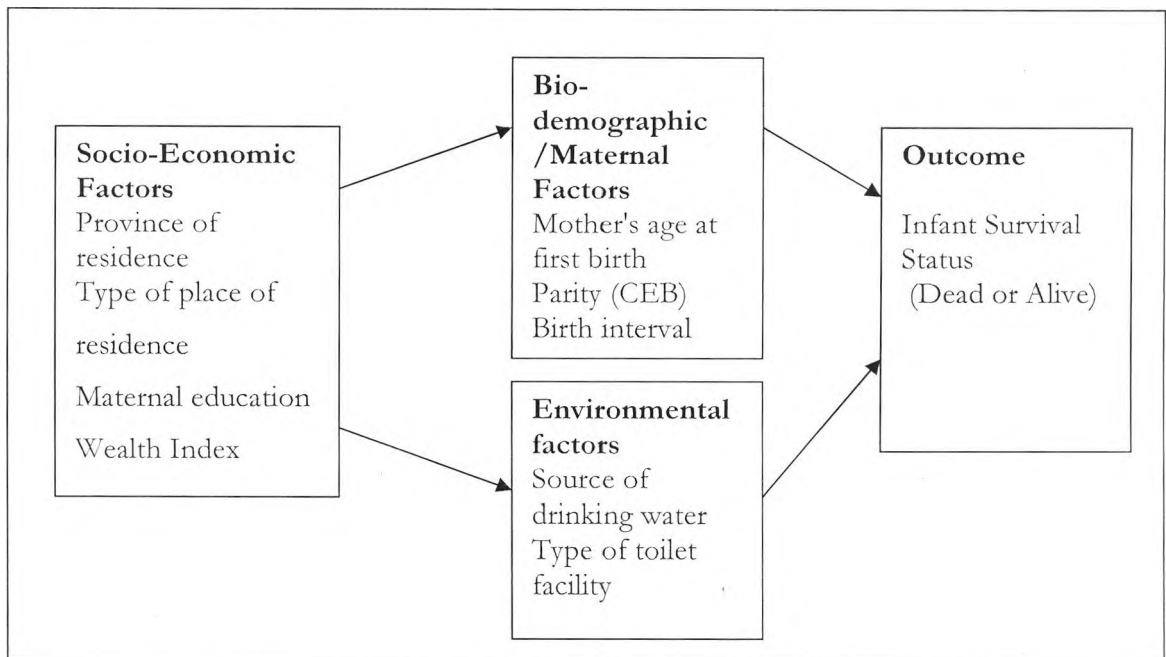 Socio-Economic
Factors
Province of
residence
Type of place of
residence
Maternal education
Wealth Index
Bio-
demographic
/Maternal
Factors
Mother's age at
first birth
Parity (CEB)
Birth interval
Environmental
factors
Source of
drinking water
Type of toilet
facility
Outcome
Infant Survival
Status
(Dead or Alive)